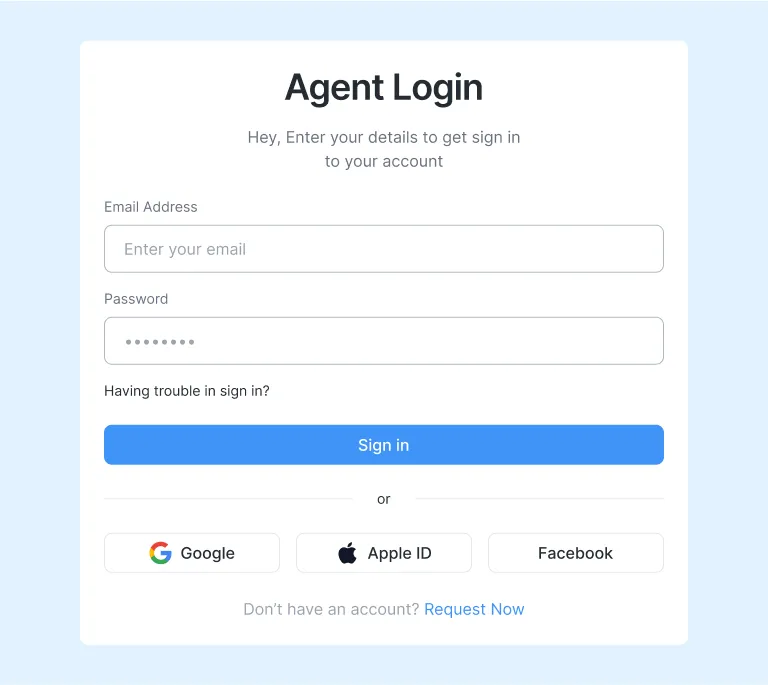 Agent Login
Hey, Enter your details to get sign in
to your account
Email Address
Enter your email
Password
••••••••
Having trouble in sign in?
Sign in
or
Google
Apple ID
Facebook
Don’t have an account? Request Now